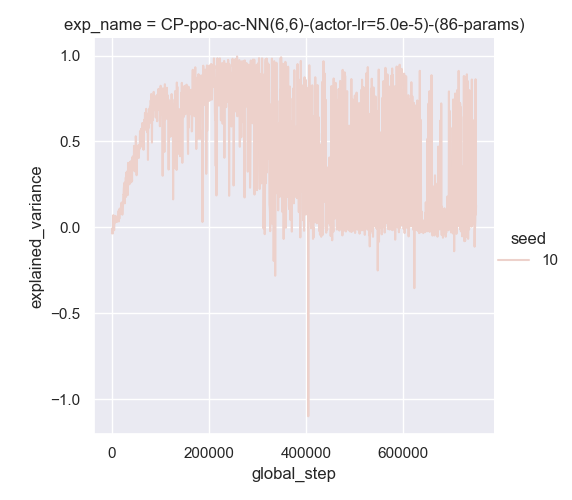 exp_name = CP-ppo-ac-NN(6,6)-(actor-lr=5.0e-5)-(86-params)
1.0
0.5
0.0
−0.5
−1.0
explained_variance
0 200000 400000 600000
global_step
seed
10